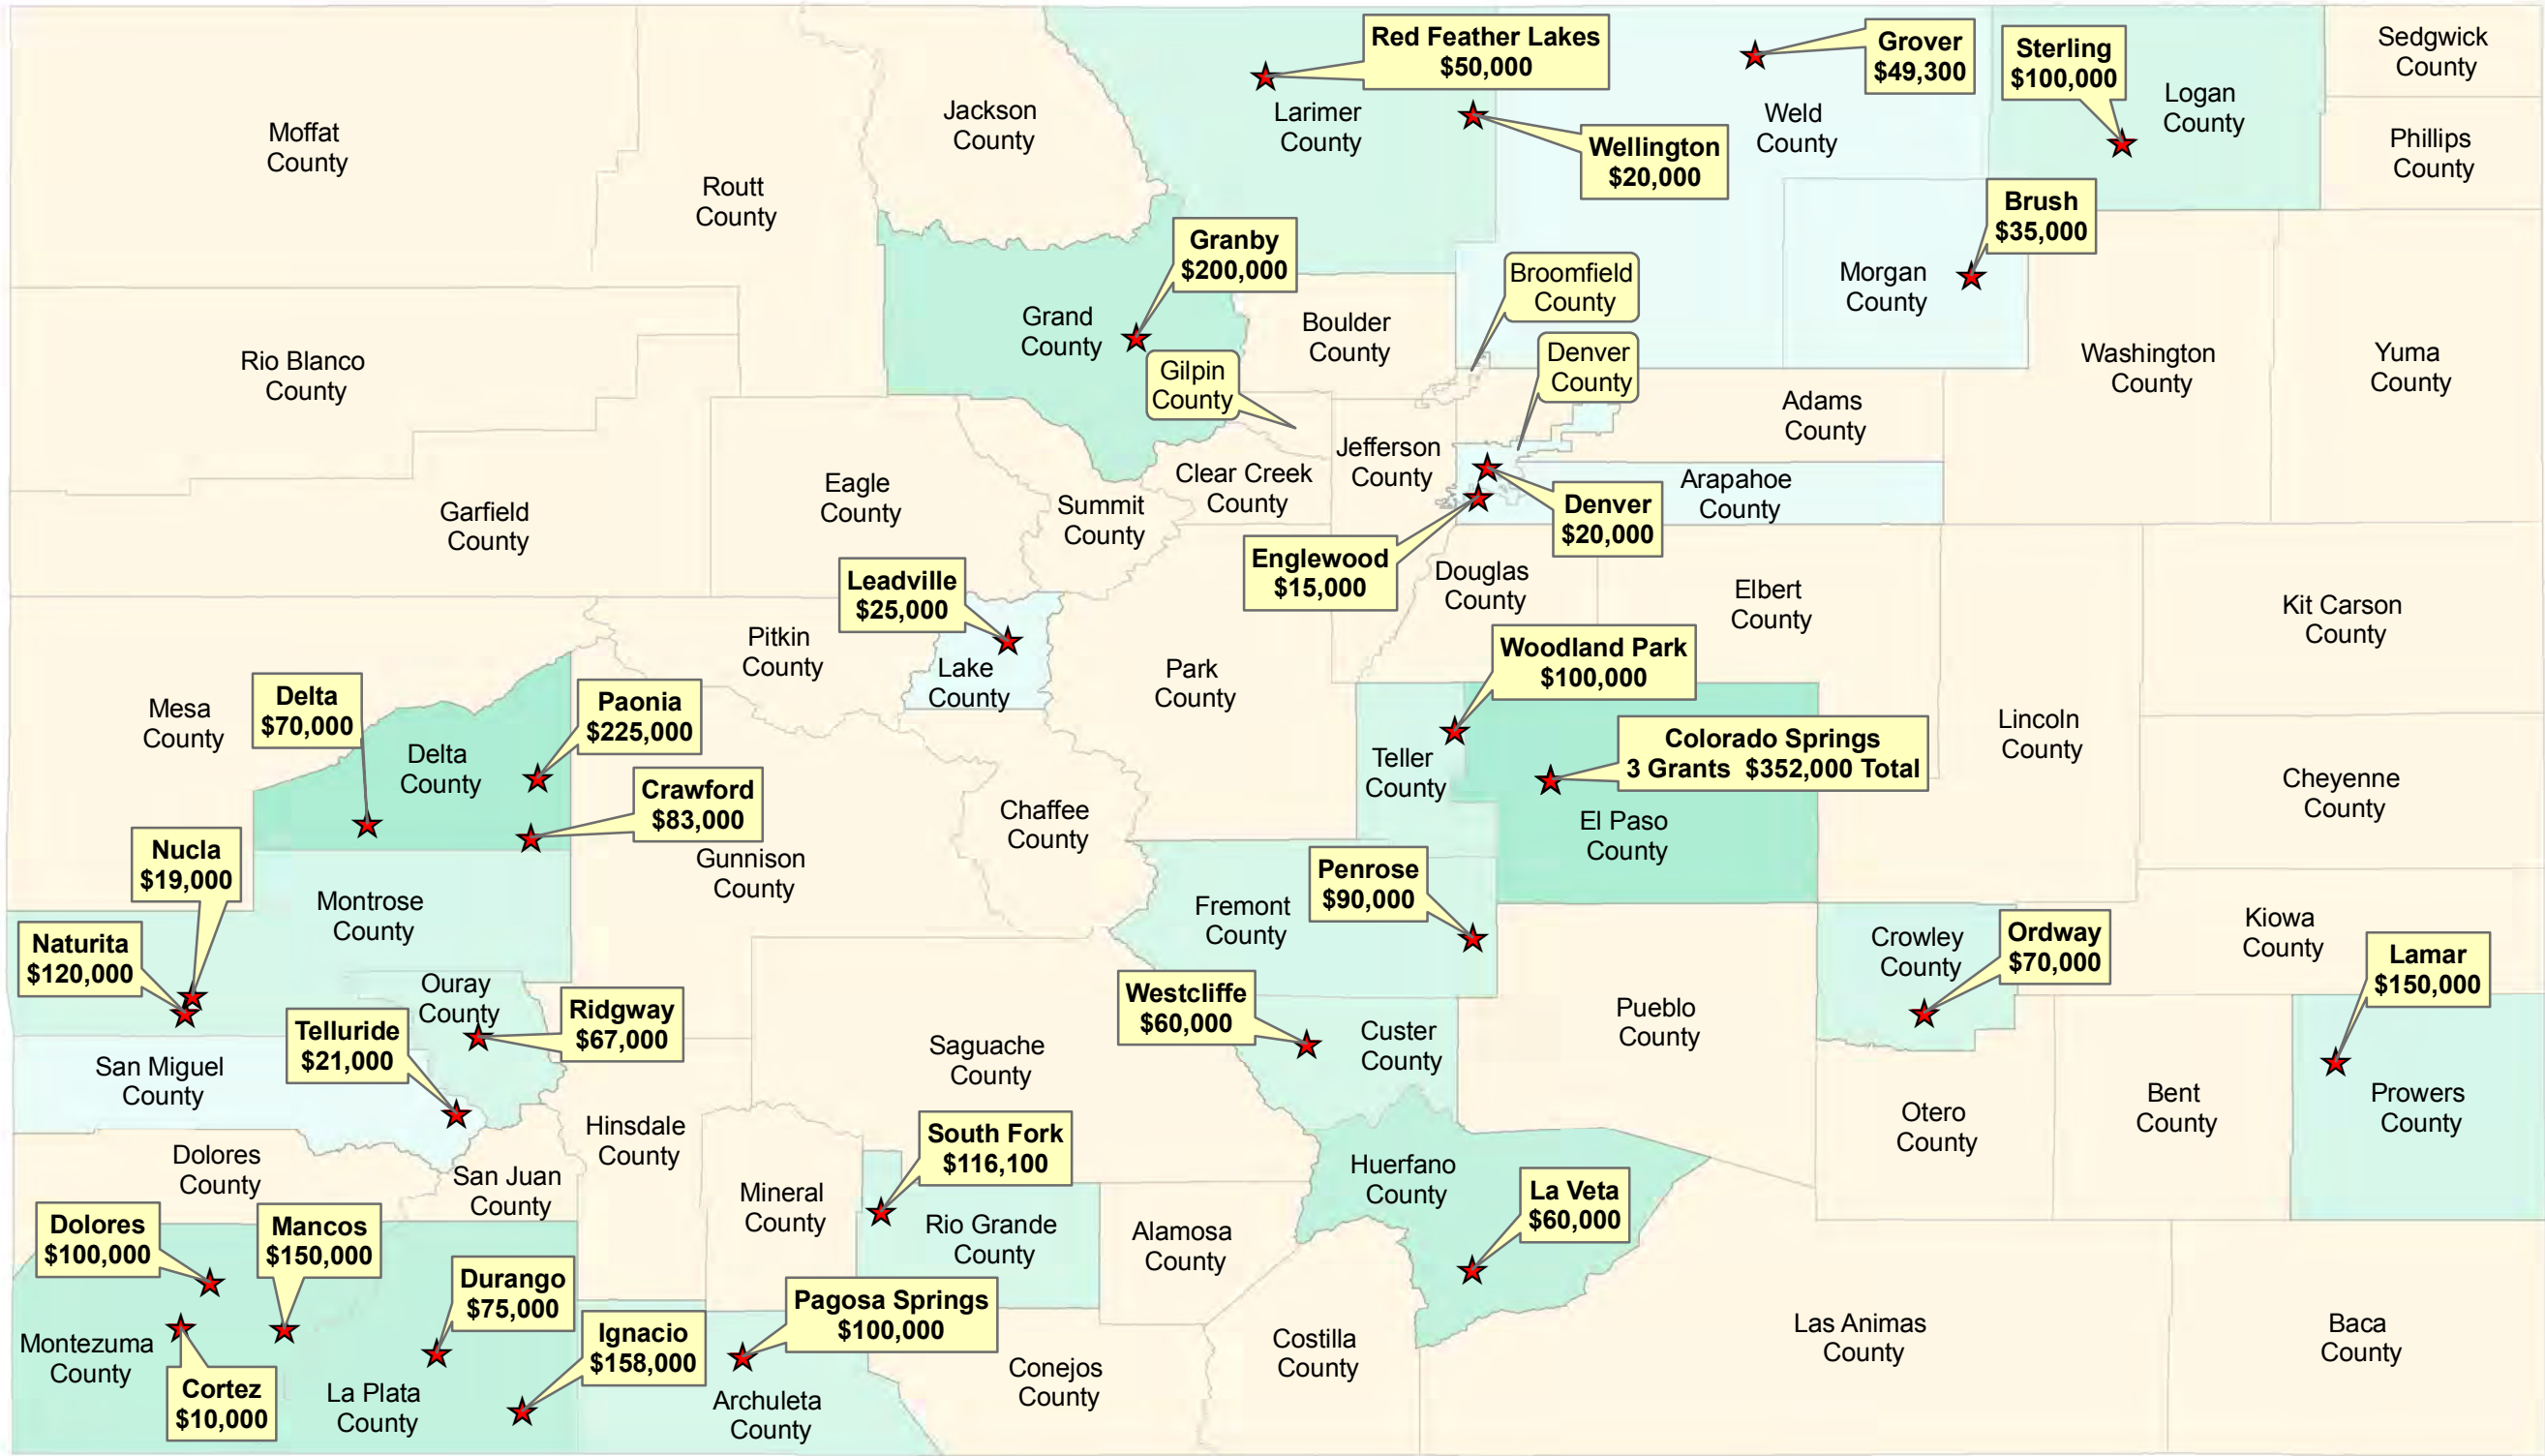 Red Feather Lakes
$50,000
Grover
$49,300
Sterling
$100,000
Sedgwick
County
Logan
County
Jackson
County
Larimer
County
Weld
County
Moffat
County
Phillips
County
Wellington
$20,000
Routt
County
Brush
$35,000
Granby
$200,000
Broomfield
County
Morgan
County
Grand
County
Boulder
County
Denver
County
Gilpin
County
Rio Blanco
County
Washington
County
Yuma
County
Adams
County
Jefferson
County
Clear Creek
County
Arapahoe
County
Eagle
County
Summit
County
Garfield
County
Denver
$20,000
Englewood
$15,000
Leadville
$25,000
Douglas
County
Elbert
County
Kit Carson
County
Pitkin
County
Lake
County
Park
County
Woodland Park
$100,000
Delta
$70,000
Paonia
$225,000
Mesa
County
Delta
County
Teller
County
Colorado Springs
3 Grants $352,000 Total
Lincoln
County
Cheyenne
County
Crawford
$83,000
Chaffee
County
El Paso
County
Nucla
$19,000
Gunnison
County
Penrose
$90,000
Montrose
County
Fremont
County
Kiowa
County
Crowley
County
Ordway
$70,000
Naturita
$120,000
Lamar
$150,000
Ouray
County
Ridgway
$67,000
Westcliffe
$60,000
Pueblo
County
Telluride
$21,000
Custer
County
Saguache
County
San Miguel
County
Prowers
County
Bent
County
Otero
County
Hinsdale
County
South Fork
$116,100
Dolores
County
San Juan
County
Huerfano
County
La Veta
$60,000
Mineral
County
Rio Grande
County
Alamosa
County
Dolores
$100,000
Mancos
$150,000
Durango
$75,000
Pagosa Springs
$100,000
Ignacio
$158,000
Montezuma
County
Las Animas
County
Baca
County
Costilla
County
Conejos
County
Cortez
$10,000
La Plata
County
Archuleta
County